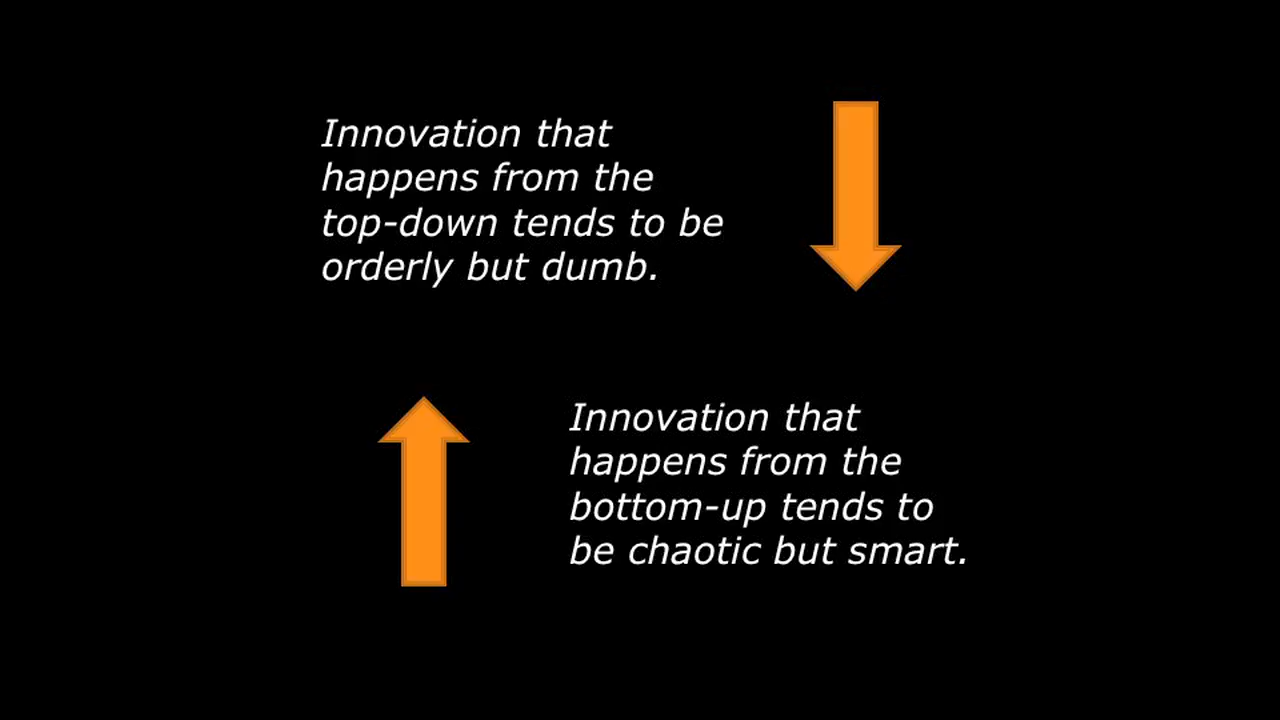 Innovation that
happens from the
top-down tends to be
orderly but dumb.
Innovation that
happens from the
bottom-up tends to
be chaotic but smart.